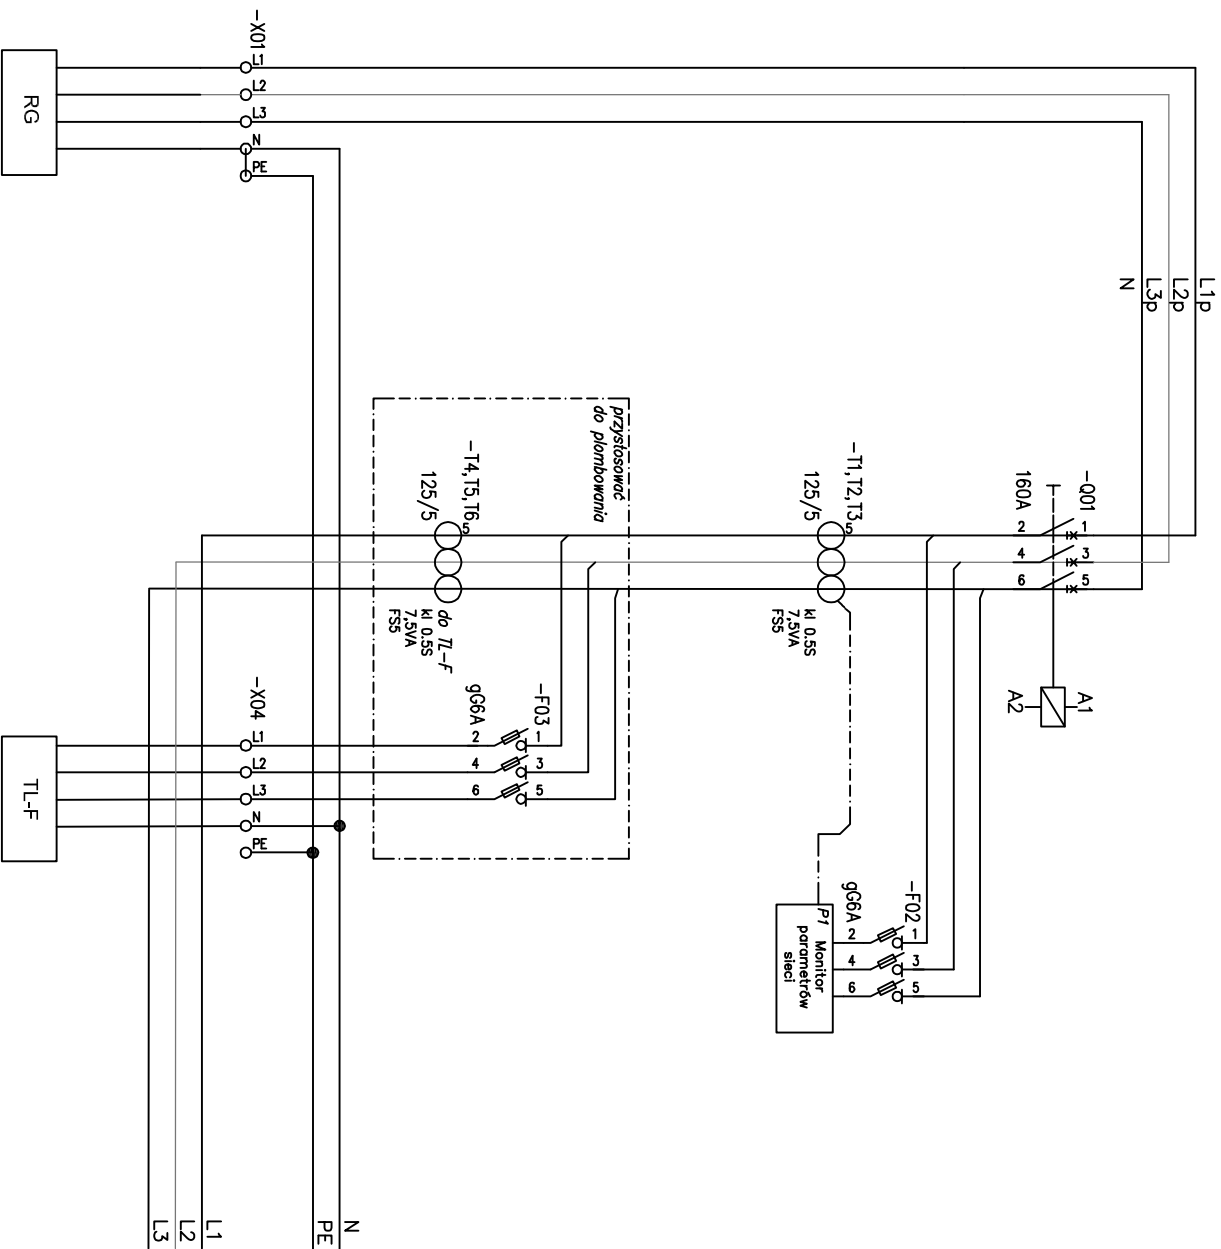 -X01
L1
L2
L3
N
PE
RG
L1p
L2p
L3p
N
-Q01
160A
1
2
3
4
5
6
A1
A2
-T1,T2,T3
125/5
5
kl 0.5S
7,5VA
FS5
-F02
gG6A
1
2
3
4
5
6
P1
Monitor
parametrów
sieci
przystosować
do plombowania
-T4,T5,T6
125/5
5
do TL-F
kl 0.5S
7,5VA
FS5
-F03
gG6A
1
2
3
4
5
6
-X04
L1
L2
L3
N
PE
TL-F
N
PE
L1
L2
L3